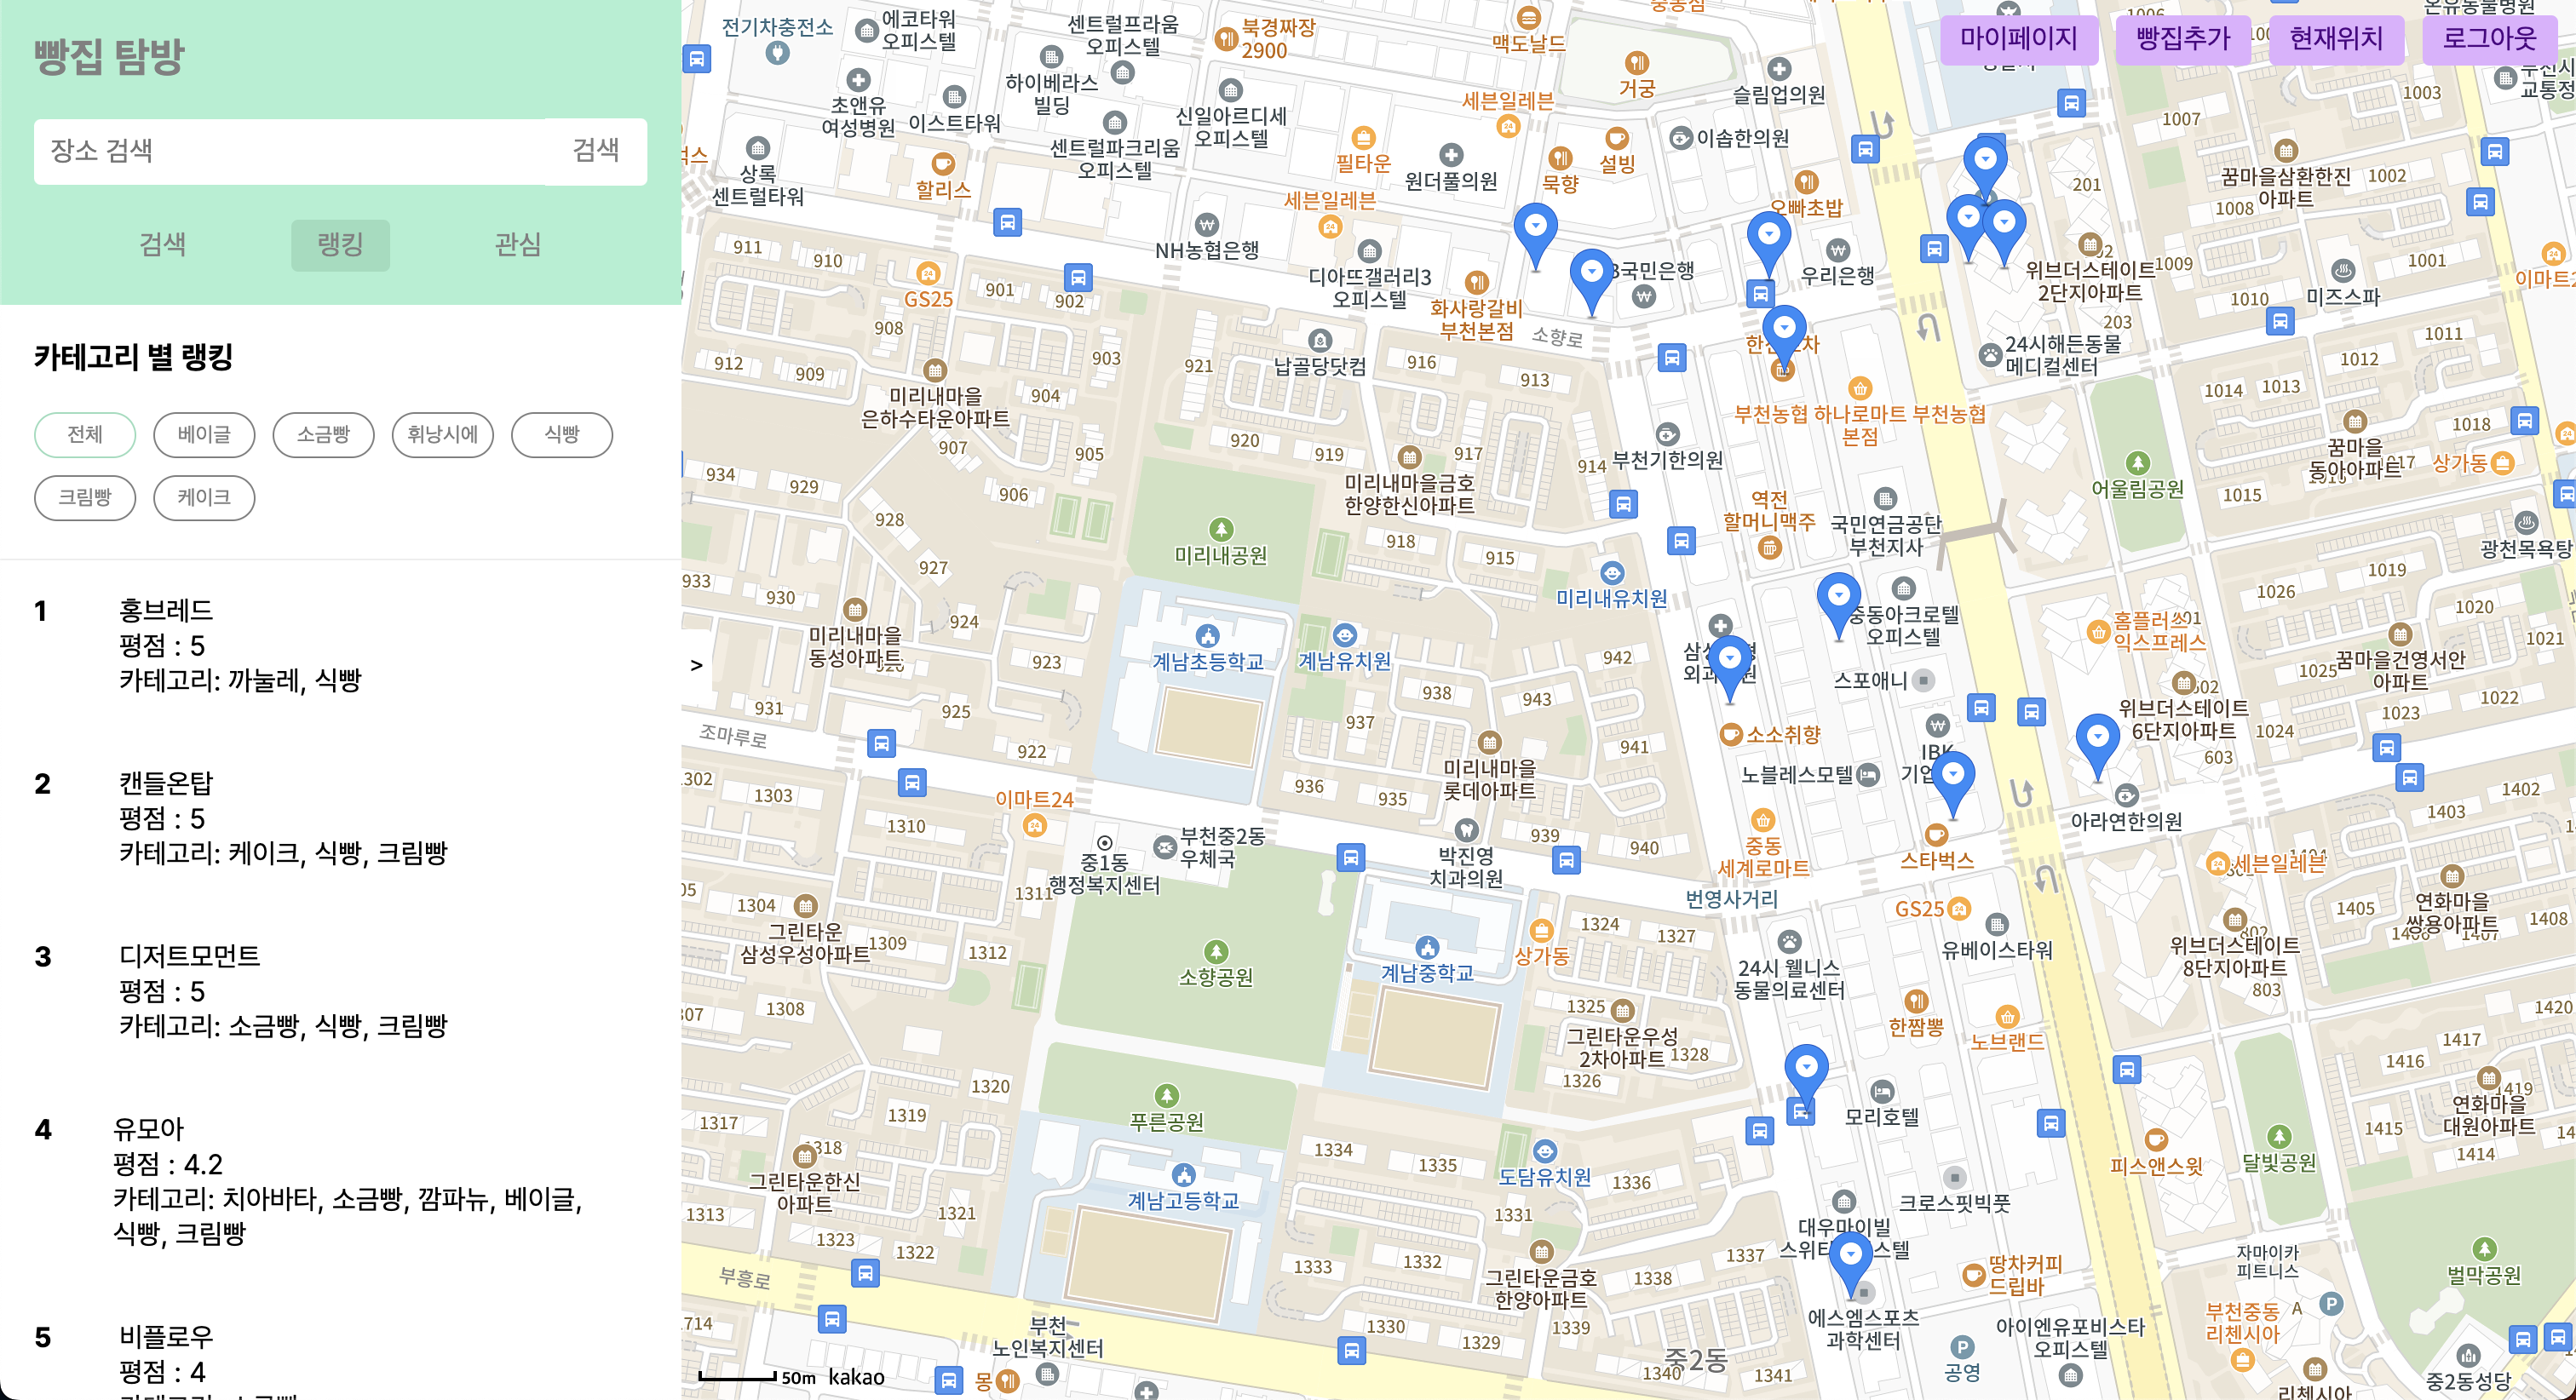 빵집 탐방
장소 검색
검색
검색
랭킹
관심
카테고리 별 랭킹
전체
베이글
소금빵
휘낭시에
식빵
크림빵
케이크
1
홍브레드
평점 : 5
카테고리: 까눌레, 식빵
2
캔들온탑
평점 : 5
카테고리: 케이크, 식빵, 크림빵
3
디저트모먼트
평점 : 5
카테고리: 소금빵, 식빵, 크림빵
4
유모아
평점 : 4.2
카테고리: 치아바타, 소금빵, 깜파뉴, 베이글,
식빵, 크림빵
5
비플로우
평점 : 4
>
마이페이지
빵집추가
현재위치
로그아웃
전기차충전소
에코타워
오피스텔
센트럴프라움
오피스텔
북경짜장
2900
맥도날드
거궁
슬림업의원
초앤유
여성병원
이스트타워
하이베라스
빌딩
신일아르디세
오피스텔
세븐일레븐
센트럴파크리움
오피스텔
필타운
원더풀의원
묵향
설빙
이솝한의원
상록
센트럴타워
할리스
세븐일레븐
오빠초밥
NH농협은행
디아뜨갤러리3
오피스텔
화사랑갈비
부천본점
국민은행
우리은행
소향로
위브더스테이트
2단지아파트
201
203
꿈마을삼환한진
아파트
1003
1007
1002
1008
1009
1001
1010
미즈스파
24시해든동물
메디컬센터
911
910
GS25
901
902
908
903
912
909
904
미리내마을
은하수타운아파트
907
905
906
납골당닷컴
921
916
913
920
919
917
914
미리내마을금호
한양한신아파트
918
915
부천기한의원
부천농협 하나로마트 부천농협
본점
역전
할머니맥주
국민연금공단
부천지사
어울림공원
1011
1012
1013
1014
1018
꿈마을
동아아파트
상가동
1015
광천목욕탕
934
929
928
927
933
930
924
미리내공원
미리내유치원
미리내마을
동성아파트
923
931
925
922
조마루로
계남초등학교
계남유치원
942
938
943
937
941
미리내마을
롯데아파트
936
935
939
940
중동아크로텔
오피스텔
스포애니
소소취향
노블레스모텔
IBK
홈플러스
익스프레스
위브더스테이트
6단지아파트
603
1019
1026
1020
1021
꿈마을건영서안
아파트
1025
1022
1023
1024
1302
1303
이마트24
1310
중1동
행정복지센터
부천중2동
우체국
박진영
치과의원
중동
세계로마트
스타벅스
번영사거리
아라연한의원
세븐일레븐
1402
1403
연화마을
쌍용아파트
1405
1408
1304
그린타운
삼성우성아파트
1309
1311
1312
1308
소향공원
계남중학교
상가동
1324
1327
24시 웰니스
동물의료센터
GS25
유베이스타워
위브더스테이트
8단지아파트
802
803
1325
그린타운우성
2차아파트
1328
1326
한짬뽕
노브랜드
1420
1417
1416
1419
연화마을
대원아파트
1415
1414
1320
1317
1319
1318
그린타운한신
아파트
1313
1321
1323
1322
푸른공원
계남고등학교
1334
1335
도담유치원
1336
1331
모리호텔
크로스핏빅풋
피스앤스윗
달빛공원
대우마이빌
1333
1332
그린타운금호
한양아파트
1337
1338
1339
1330
1329
땅차커피
드립바
자마이카
피트니스
벌막공원
부흥로
부천
노인복지센터
몽
에스엠스포츠
과학센터
아이엔유포비스타
오피스텔
공영
부천중동
리첸시아
A
P
P
중2동
1340
1341
리첸시아
중2동성당
50m
kakao